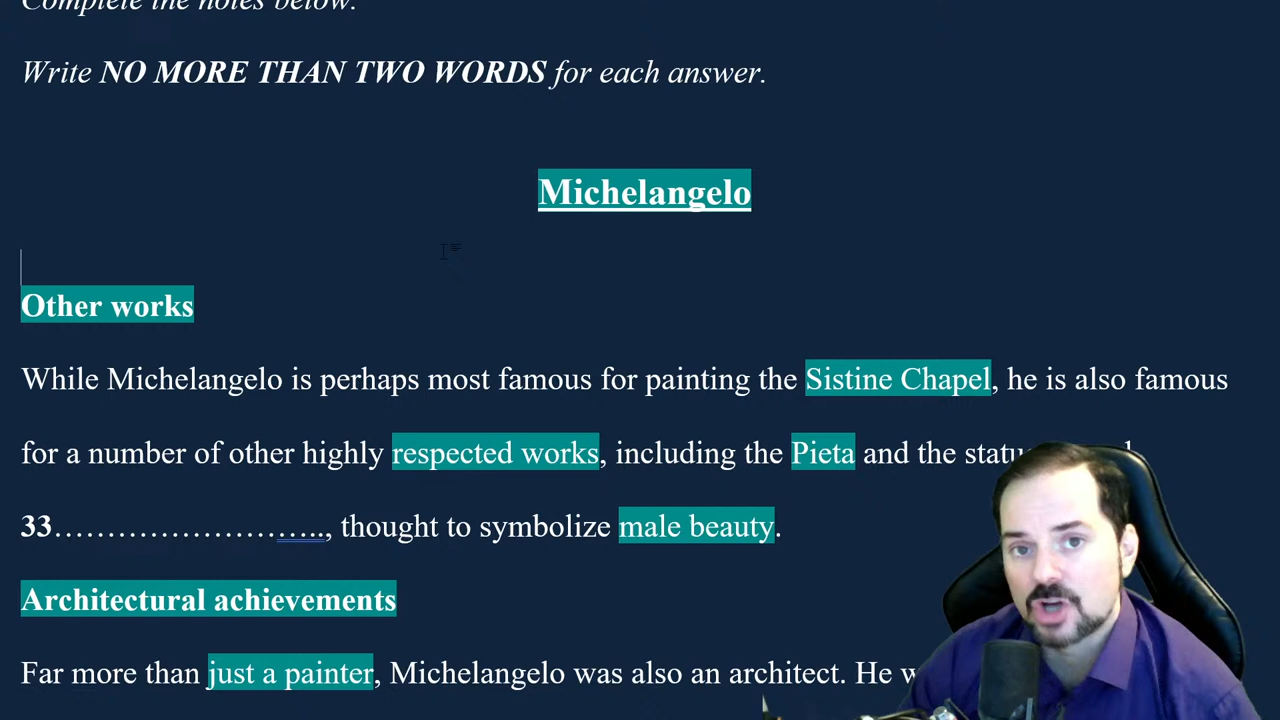 Complete the notes below.
Write NO MORE THAN TWO WORDS for each answer.
Michelangelo
Other works
While Michelangelo is perhaps most famous for painting the Sistine Chapel, he is also famous
for a number of other highly respected works, including the Pieta and the
33…………………….., thought to symbolize male beauty.
Architectural achievements
Far more than just a painter, Michelangelo was also an architect. He